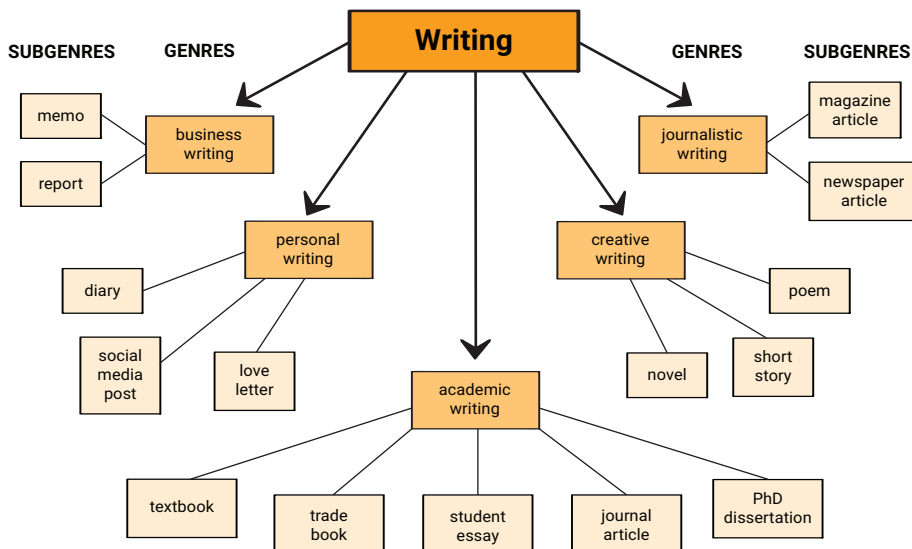 Writing
SUBGENRES
GENRES
GENRES
SUBGENRES
memo
report
business
writing
journalistic
writing
magazine
article
newspaper
article
personal
writing
creative
writing
diary
social
media
post
love
letter
poem
novel
short
story
academic
writing
textbook
trade
book
student
essay
journal
article
PhD
dissertation